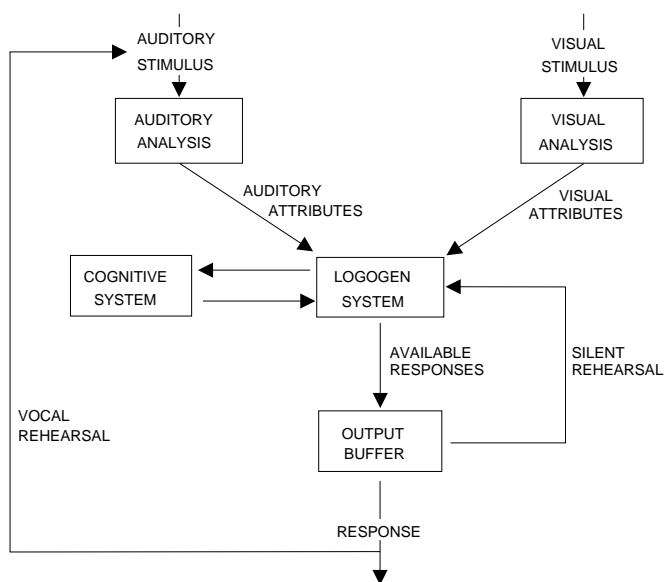 AUDITORY
STIMULUS
VISUAL
STIMULUS
AUDITORY
ANALYSIS
VISUAL
ANALYSIS
AUDITORY
ATTRIBUTES
VISUAL
ATTRIBUTES
COGNITIVE
SYSTEM
LOGOGEN
SYSTEM
AVAILABLE
RESPONSES
SILENT
REHEARSAL
VOCAL
REHEARSAL
OUTPUT
BUFFER
RESPONSE